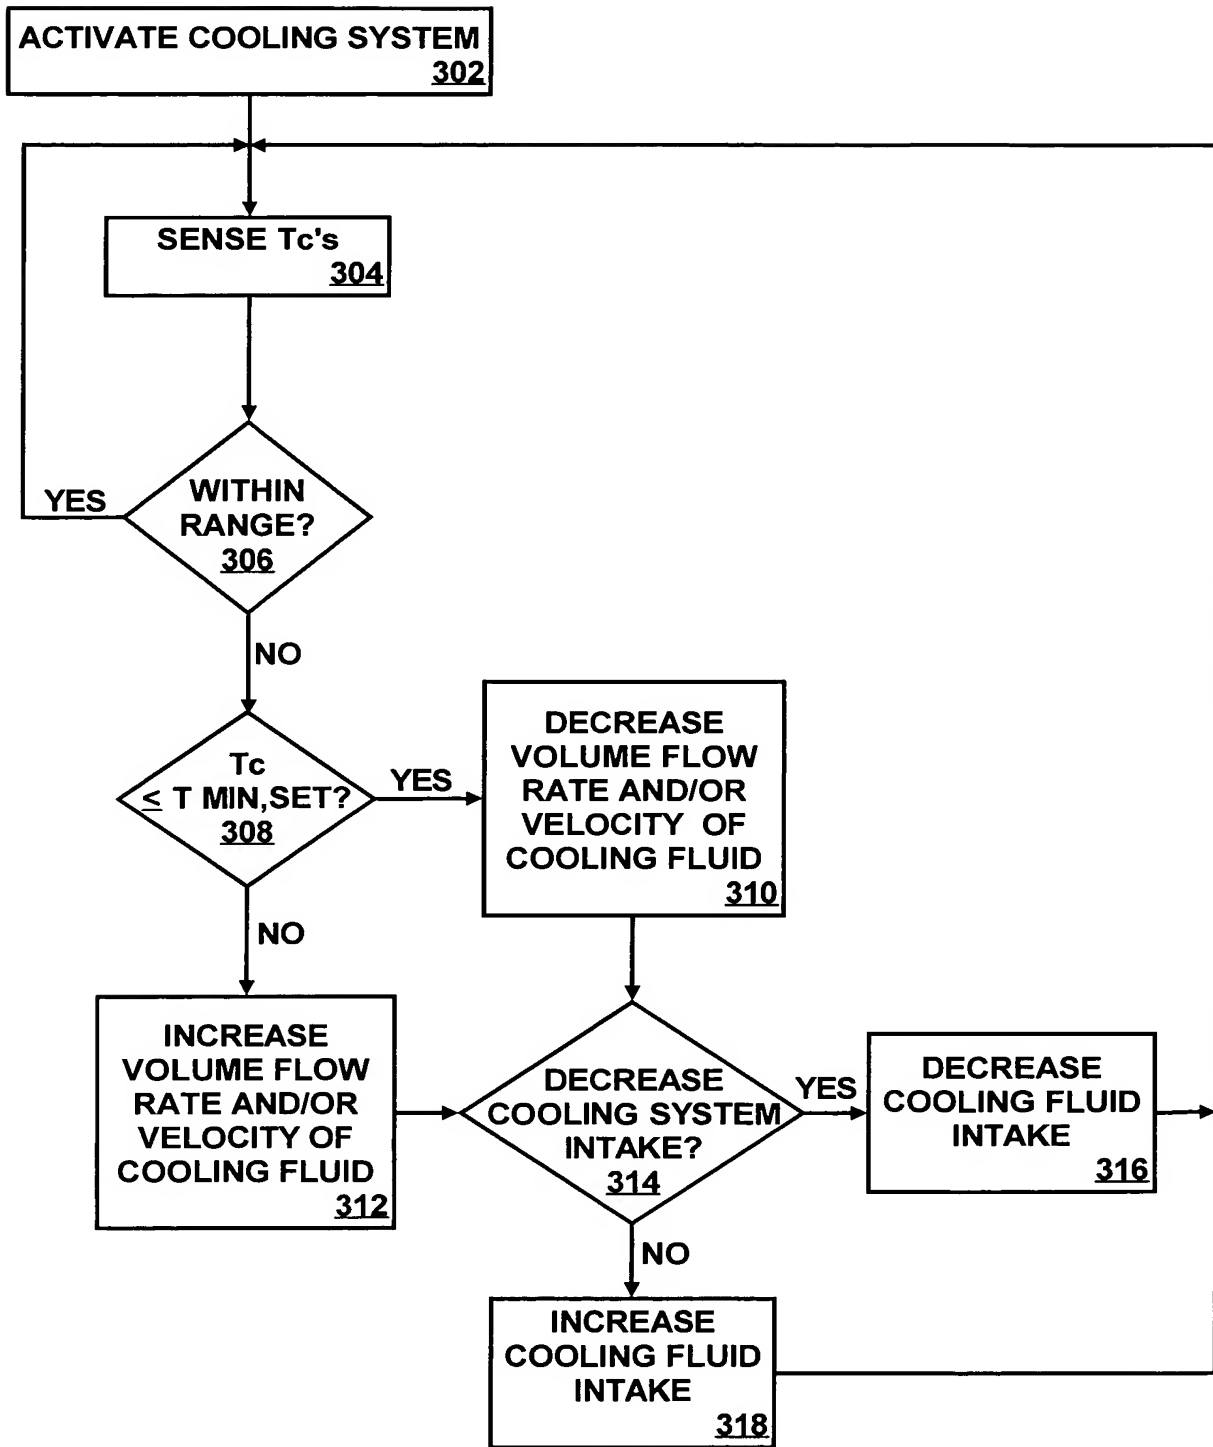 ACTIVATE COOLING SYSTEM
302
SENSE Tc's
304
WITHIN
RANGE?
306
YES
NO
Tc
≤ T MIN,SET?
308
YES
NO
DECREASE
VOLUME FLOW
RATE AND/OR
VELOCITY OF
COOLING FLUID
310
INCREASE
VOLUME FLOW
RATE AND/OR
VELOCITY OF
COOLING FLUID
312
DECREASE
COOLING SYSTEM
INTAKE?
314
YES
NO
DECREASE
COOLING FLUID
INTAKE
316
INCREASE
COOLING FLUID
INTAKE
318